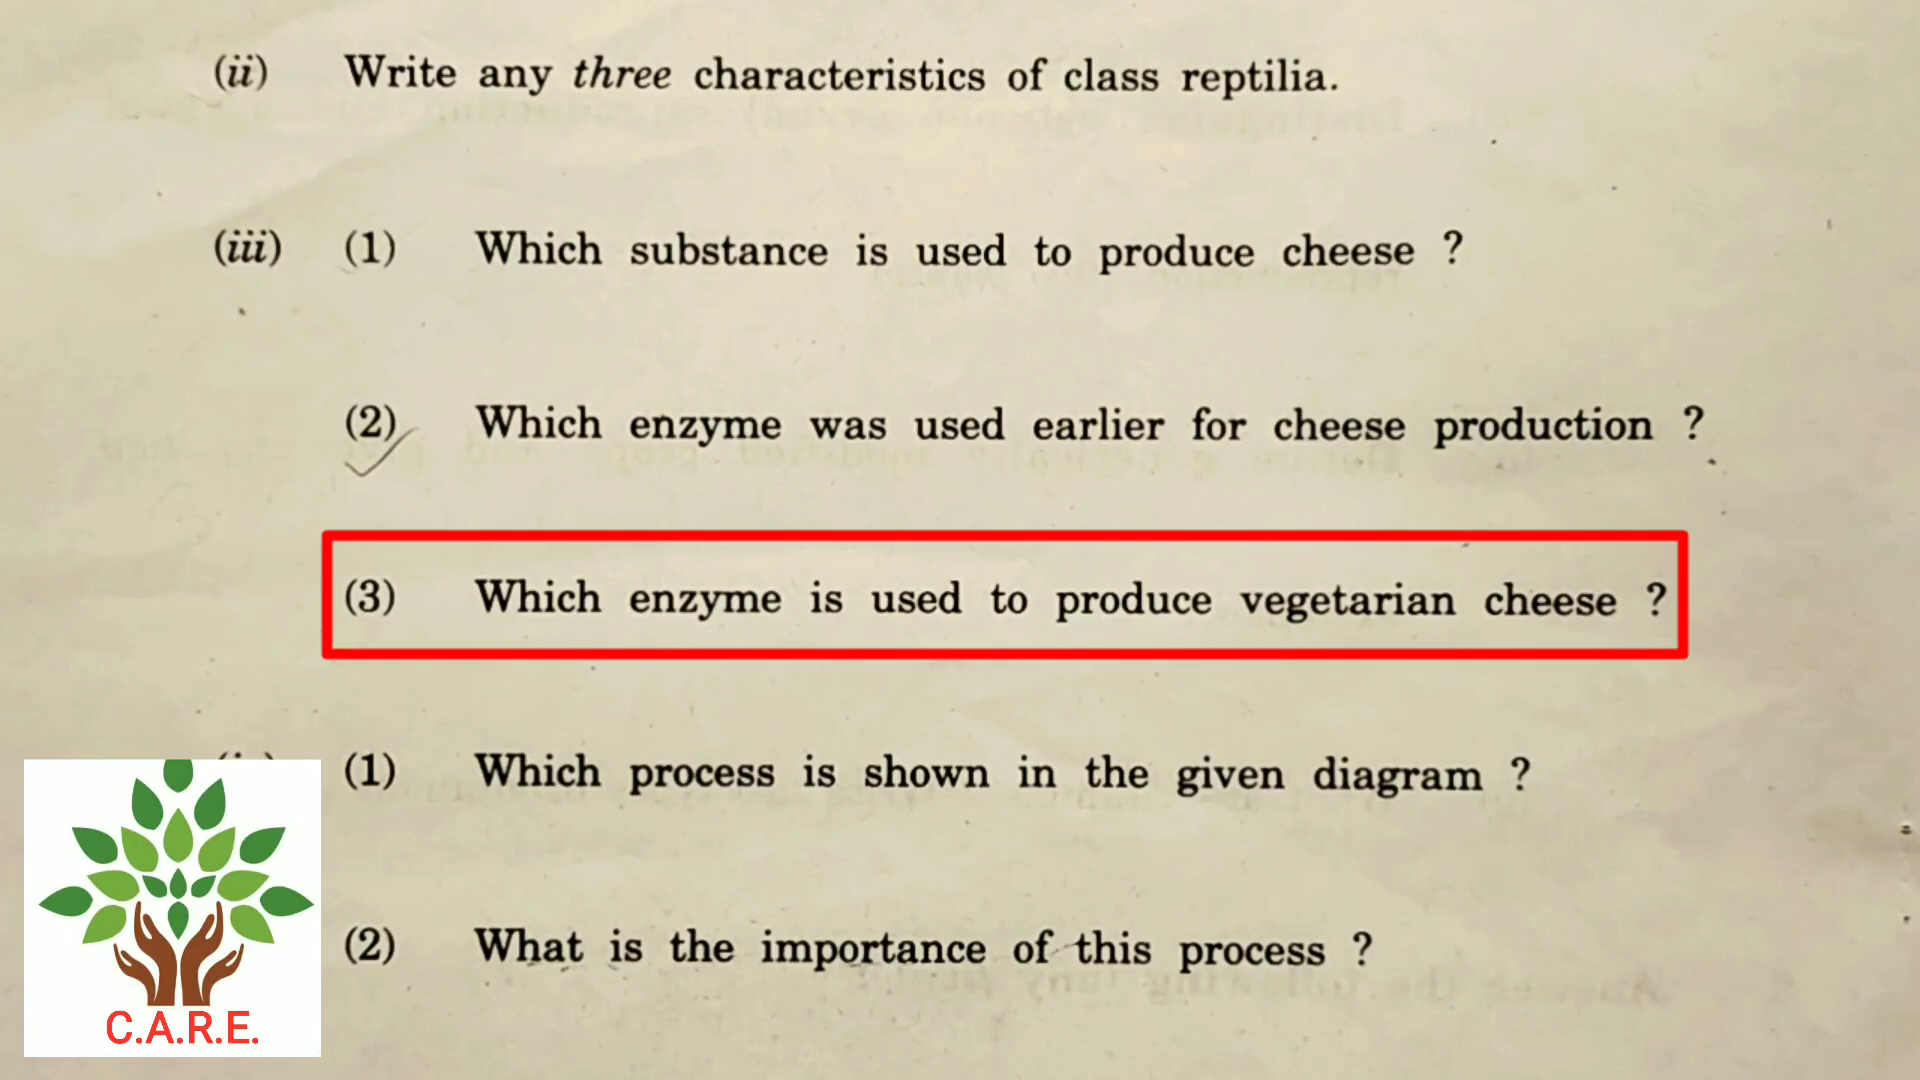 (ii) Write any three characteristics of class reptilia.
(iii) (1) Which substance is used to produce cheese ?
(2) Which enzyme was used earlier for cheese production ?
(3) Which enzyme is used to produce vegetarian cheese ?
(1) Which process is shown in the given diagram ?
(2) What is the importance of this process ?
C.A.R.E.